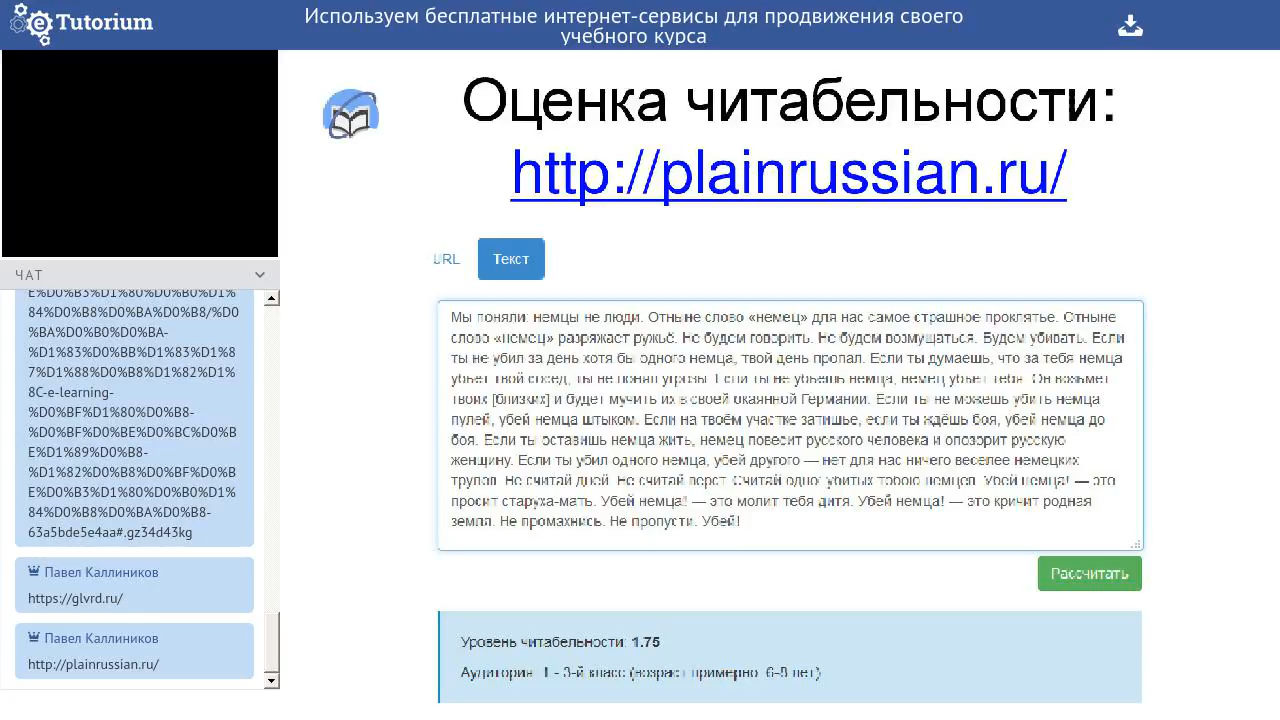 eTutorium
Используем бесплатные интернет-сервисы для продвижения своего
учебного курса
Оценка читабельности:
http://plainrussian.ru/
URL
Текст
Мы поняли: немцы не люди. Отныне слово «немец» для нас самое страшное проклятье. Отныне
слово «немец» разряжает ружьё. Не будем говорить. Не будем возмущаться. Будем убивать. Если
ты не убил за день хотя бы одного немца, твой день пропал. Если ты думаешь, что за тебя немца
убьет твой сосед, ты не понял угрозы. Если ты не убьешь немца, немец убьет тебя. Он возьмет
твоих [близких] и будет мучить их в своей окаянной Германии. Если ты не можешь убить немца
пулей, убей немца штыком. Если на твоём участке затишье, если ты ждёшь боя, убей немца до
боя. Если ты оставишь немца жить, немец повесит русского человека и опозорит русскую
женщину. Если ты убил одного немца, убей другого — нет для нас ничего веселее немецких
трупов. Не считай дней. Не считай верст. Считай одно: убитых тобою немцев. Убей немца! — это
просит старуха-мать. Убей немца! — это молит тебя дитя. Убей немца! — это кричит родная
земля. Не промахнись. Не пропусти. Убей!
Рассчитать
Уровень читабельности: 1.75
Аудитория: 1 - 3-й класс (возраст примерно: 6-8 лет)
ЧАТ
E%D0%B3%D1%80%D0%B0%D1%
84%D0%B8%D0%BA%D0%B8/%D0
%BA%D0%B0%D0%BA-
%D1%83%D0%BB%D1%83%D1%8
7%D1%88%D0%B8%D1%82%D1%
8C-e-learning-
%D0%BF%D1%80%D0%B8-
%D0%BF%D0%BE%D0%BC%D0%B
E%D1%89%D0%B8-
%D1%82%D0%B8%D0%BF%D0%B
E%D0%B3%D1%80%D0%B0%D1%
84%D0%B8%D0%BA%D0%B8-
63a5bde5e4aa#.gz34d43kg
Павел Каллиников
https://glvrd.ru/
Павел Каллиников
http://plainrussian.ru/